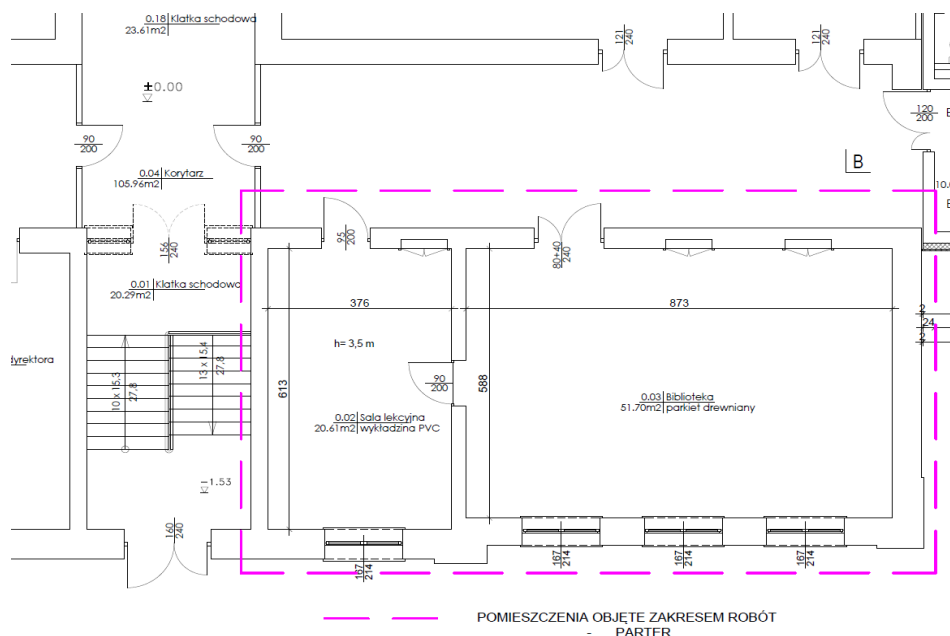 0.18 Klatka schodowa
23.61m2
121
240
121
240
±0.00
120
200
90
200
90
200
B
0.04 Korytarz
105.96m2
95
200
156
240
80+40
240
0.01 Klatka schodowa
20.29m2
376
873
2
24
2
h= 3,5 m
10 x 15,3
27,8
13 x 15,4
27,8
dyrektora
613
90
200
588
0.03 Biblioteka
51.70m2 parkiet drewniany
0.02 Sala lekcyjna
20.61m2 wykładzina PVC
-1.53
160
240
167
214
167
214
167
214
167
214
POMIESZCZENIA OBJĘTE ZAKRESEM ROBÓT
- PARTER